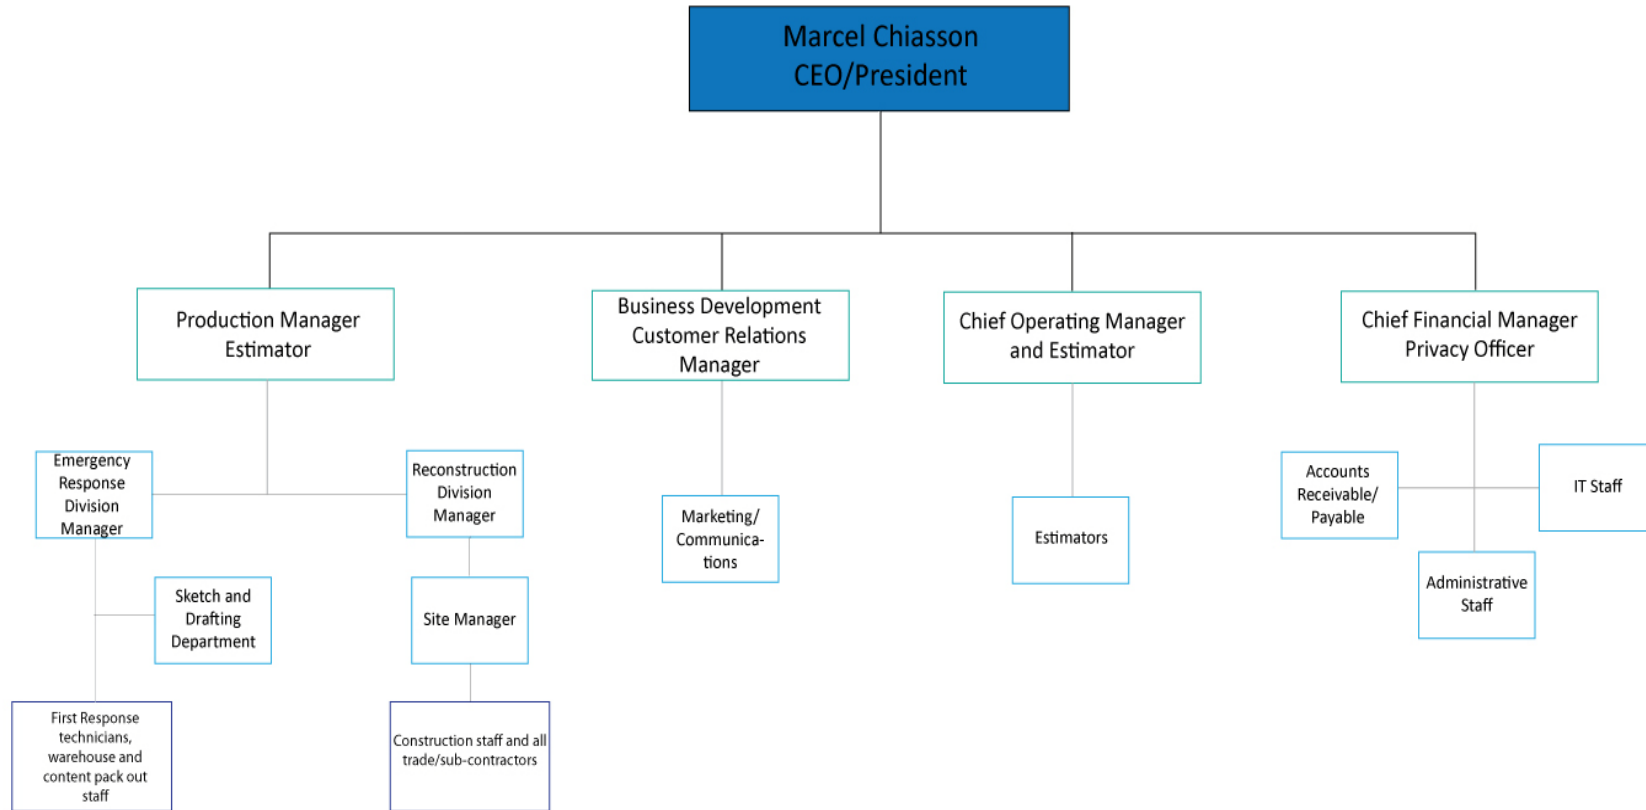 Marcel Chiasson
CEO/President
Production Manager
Estimator
Business Development
Customer Relations
Manager
Chief Operating Manager
and Estimator
Chief Financial Manager
Privacy Officer
Emergency
Response
Division
Manager
Reconstruction
Division
Manager
Marketing/
Communica-
tions
Estimators
Accounts
Receivable/
Payable
IT Staff
Administrative
Staff
Sketch and
Drafting
Department
Site Manager
First Response
technicians,
warehouse and
content pack out
staff
Construction staff and all
trade/sub-contractors